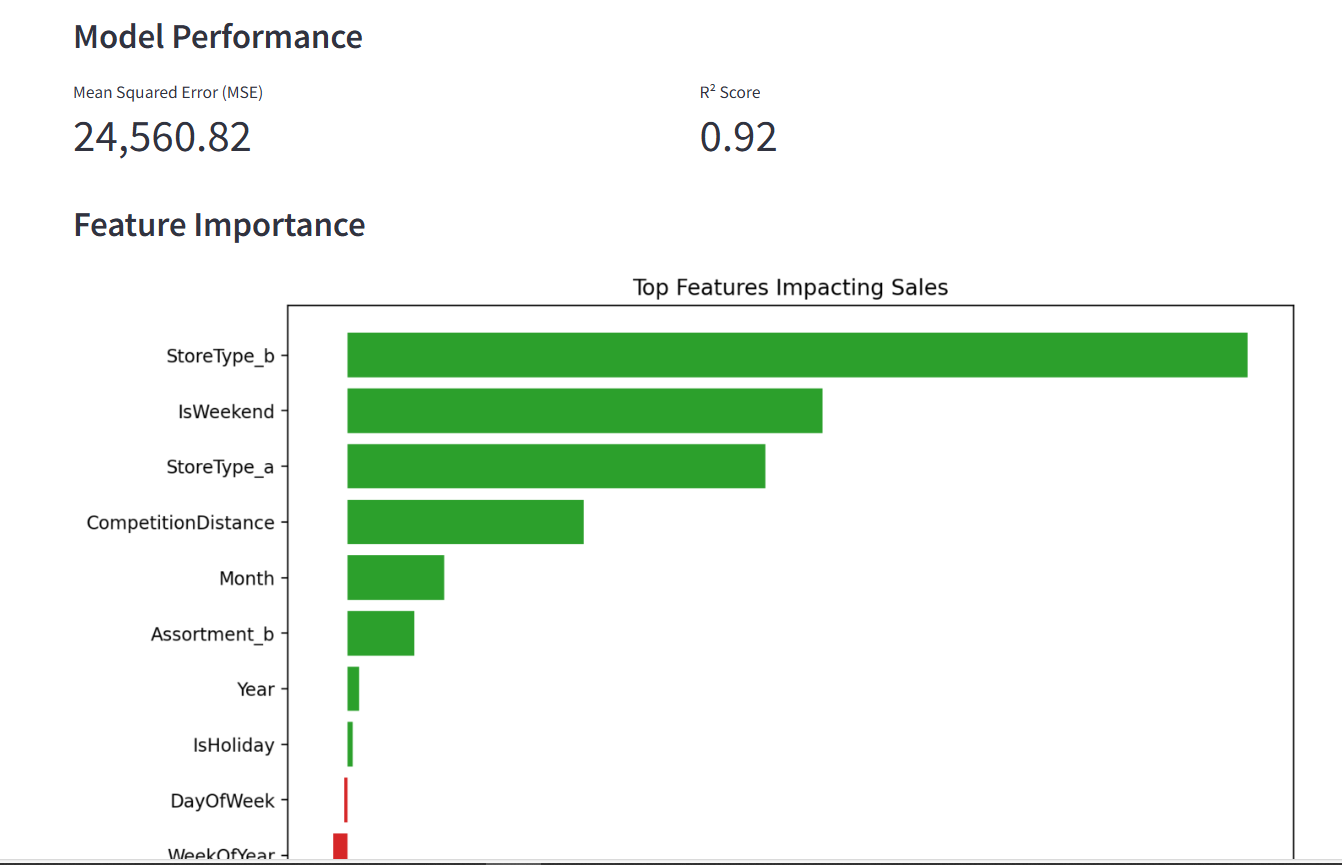 Model Performance
Mean Squared Error (MSE)
R² Score
24,560.82
0.92
Feature Importance
Top Features Impacting Sales
StoreType_b
IsWeekend
StoreType_a
CompetitionDistance
Month
Assortment_b
Year
IsHoliday
DayOfWeek
WeekOfYear